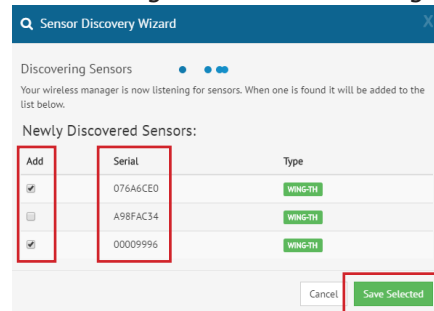 Sensor Discovery Wizard X
Discovering Sensors
Your wireless manager is now listening for sensors. When one is found it will be added to the
list below.
Newly Discovered Sensors:
Add Serial Type
076A6CE0 WING-TH
A98FAC34 WING-TH
00009996 WING-TH
Cancel Save Selected